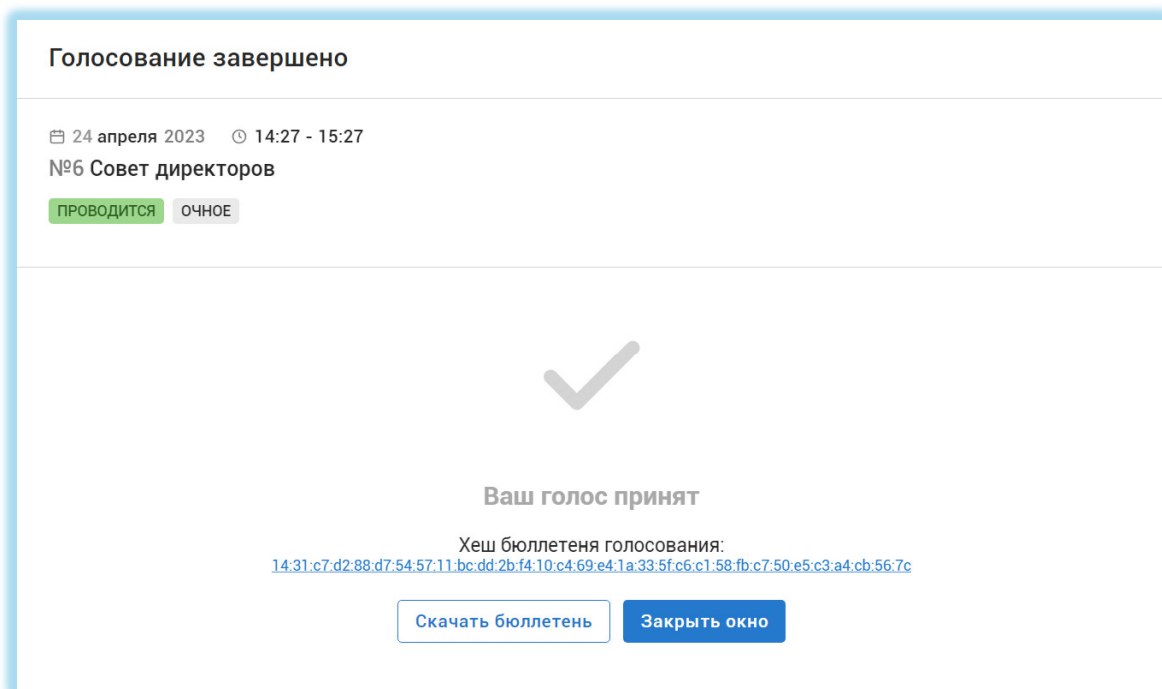 Голосование завершено
24 апреля 2023 14:27 - 15:27
№6 Совет директоров
ПРОВОДИТСЯ ОЧНОЕ
Ваш голос принят
Хеш бюллетеня голосования:
14:31:c7:d2:88:d7:54:57:11:bc:dd:2b:f4:10:c4:69:e4:1a:33:5f:c6:c1:58:fb:c7:50:e5:c3:a4:cb:56:7c
Скачать бюллетень Закрыть окно